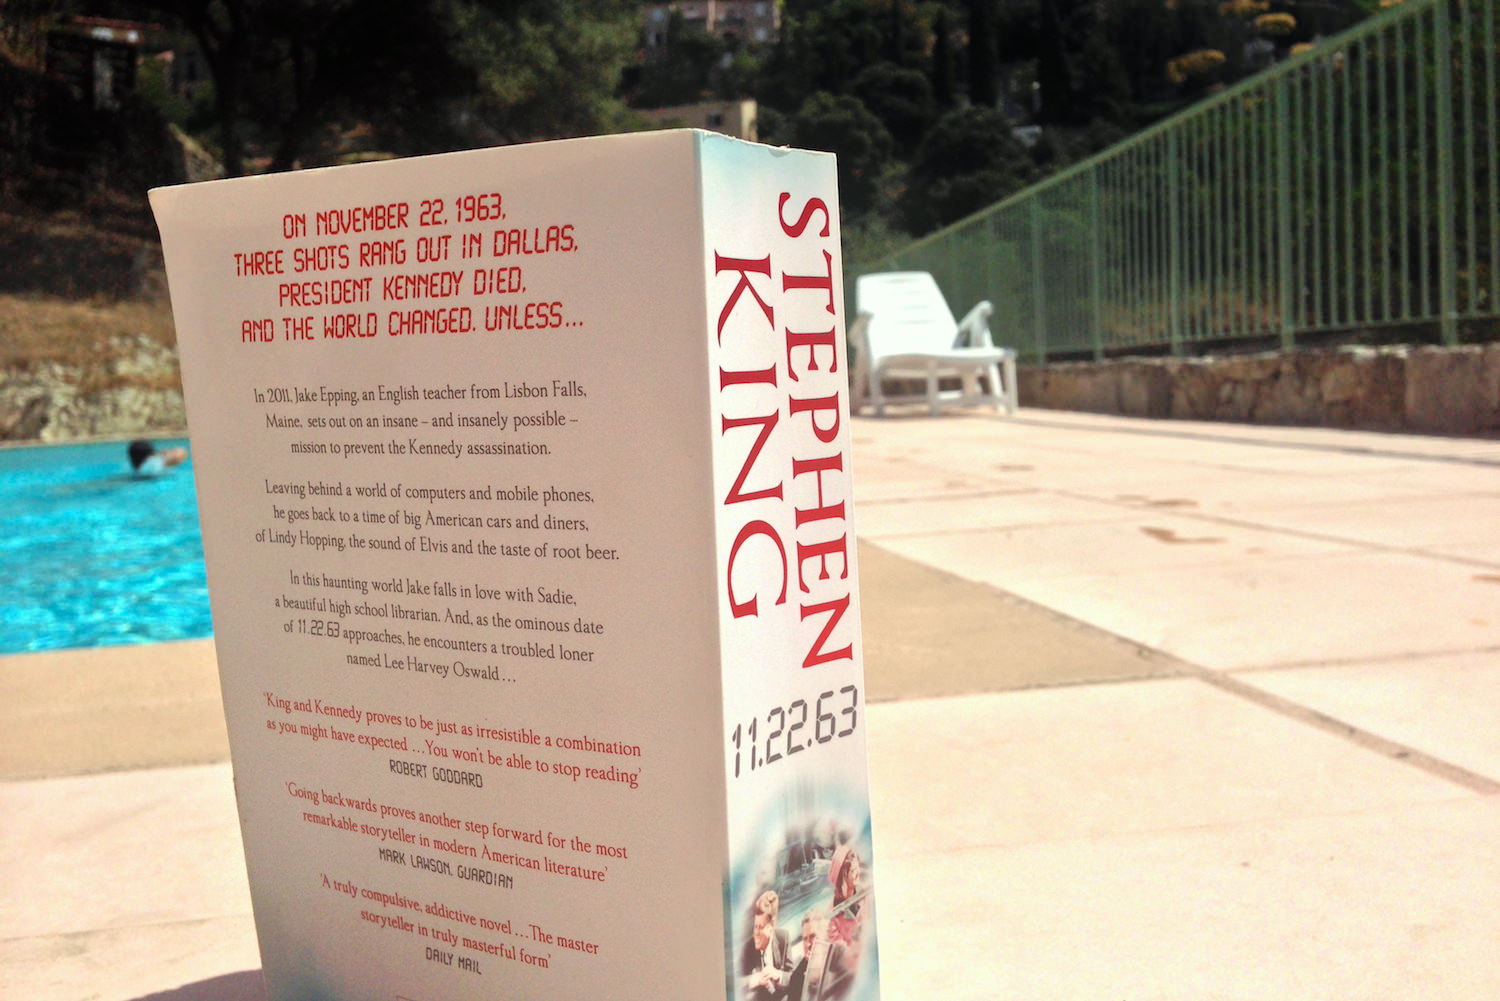 ON NOVEMBER 22, 1963,
THREE SHOTS RANG OUT IN DALLAS,
PRESIDENT KENNEDY DIED,
AND THE WORLD CHANGED. UNLESS...
In 2011, Jake Epping, an English teacher from Lisbon Falls,
Maine, sets out on an insane – and insanely possible –
mission to prevent the Kennedy assassination.
Leaving behind a world of computers and mobile phones,
he goes back to a time of big American cars and diners,
of Lindy Hopping, the sound of Elvis and the taste of root beer.
In this haunting world Jake falls in love with Sadie,
a beautiful high school librarian. And, as the ominous date
of 11.22.63 approaches, he encounters a troubled loner
named Lee Harvey Oswald...
'King and Kennedy proves to be just as irresistible a combination
as you might have expected ...You won't be able to stop reading'
ROBERT GODDARD
'Going backwards proves another step forward for the most
remarkable storyteller in modern American literature'
MARK LAWSON, GUARDIAN
'A truly compulsive, addictive novel ...The master
storyteller in truly masterful form'
DAILY MAIL
STEPHEN
KING
11.22.63